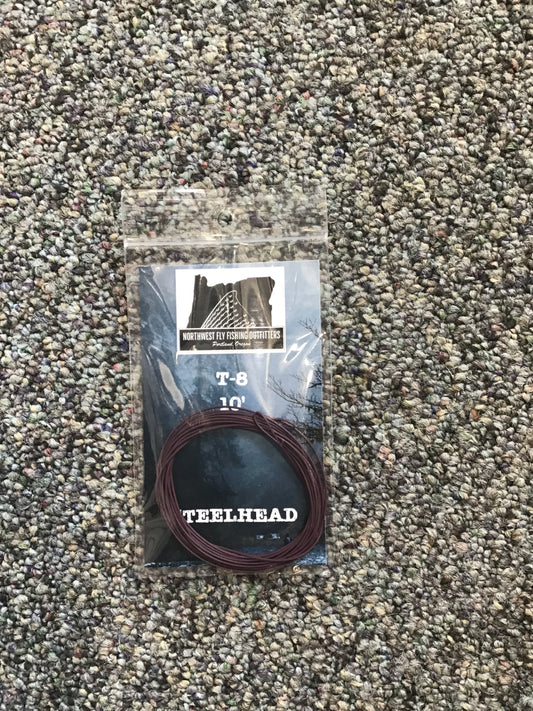 NORTHWEST FLY FISHING OUTFITTERS
Portland, Oregon
T-8
10'
TEELHEAD